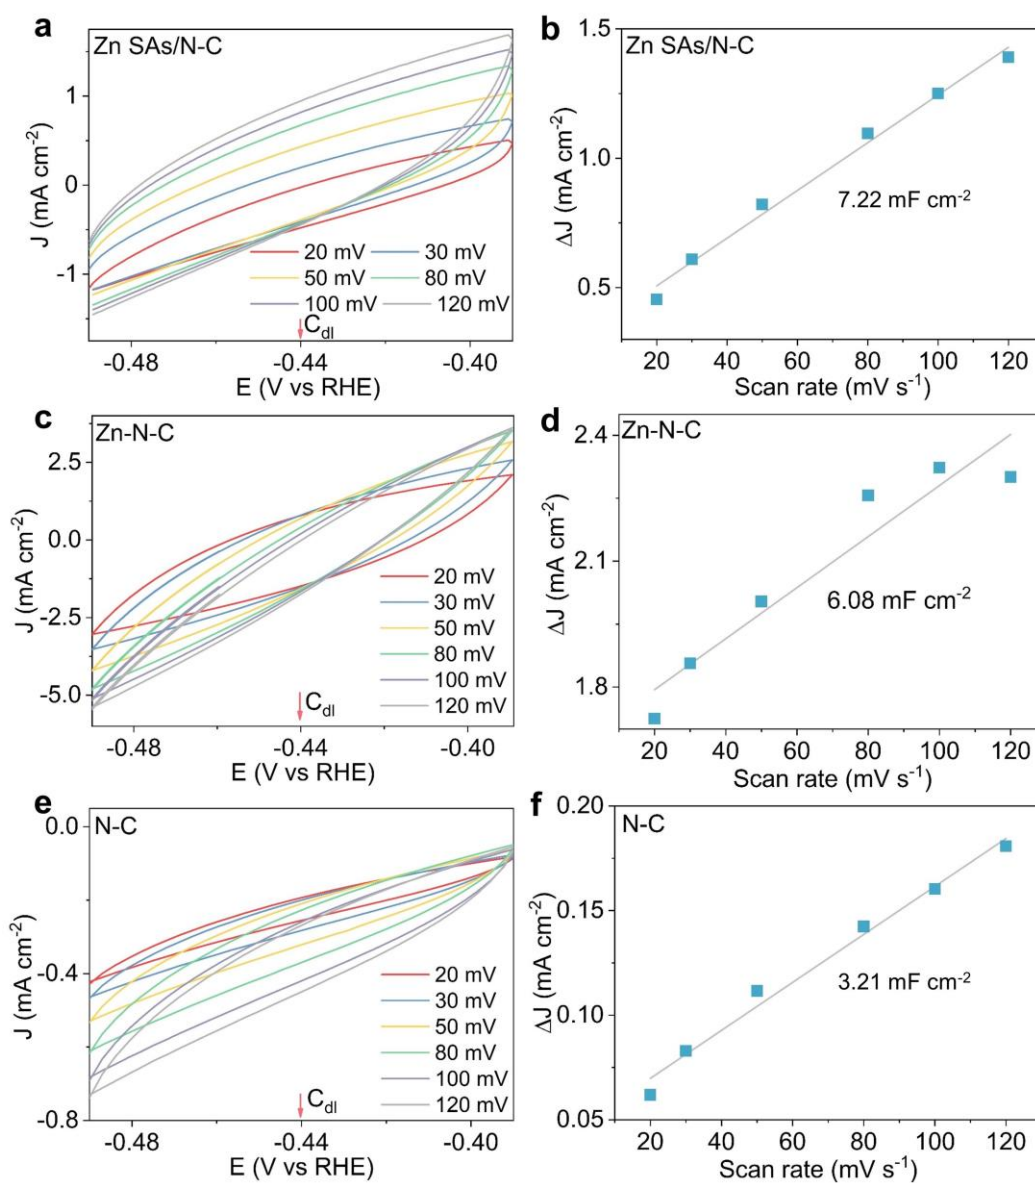 a
Zn SAs/N-C
1
0
-1
J (mA cm⁻²)
20 mV 30 mV
50 mV 80 mV
100 mV 120 mV
C_dl
-0.48 -0.44 -0.40
E (V vs RHE)
b
1.5
1.0
0.5
ΔJ (mA cm⁻²)
7.22 mF cm⁻²
20 40 60 80 100 120
Scan rate (mV s⁻¹)
c
Zn-N-C
2.5
0.0
-2.5
-5.0
J (mA cm⁻²)
20 mV
30 mV
50 mV
80 mV
100 mV
120 mV
C_dl
-0.48 -0.44 -0.40
E (V vs RHE)
d
Zn-N-C
2.4
2.1
1.8
ΔJ (mA cm⁻²)
6.08 mF cm⁻²
20 40 60 80 100 120
Scan rate (mV s⁻¹)
e
N-C
0.0
-0.4
-0.8
J (mA cm⁻²)
20 mV
30 mV
50 mV
80 mV
100 mV
120 mV
C_dl
-0.48 -0.44 -0.40
E (V vs RHE)
f
N-C
0.20
0.15
0.10
0.05
ΔJ (mA cm⁻²)
3.21 mF cm⁻²
20 40 60 80 100 120
Scan rate (mV s⁻¹)